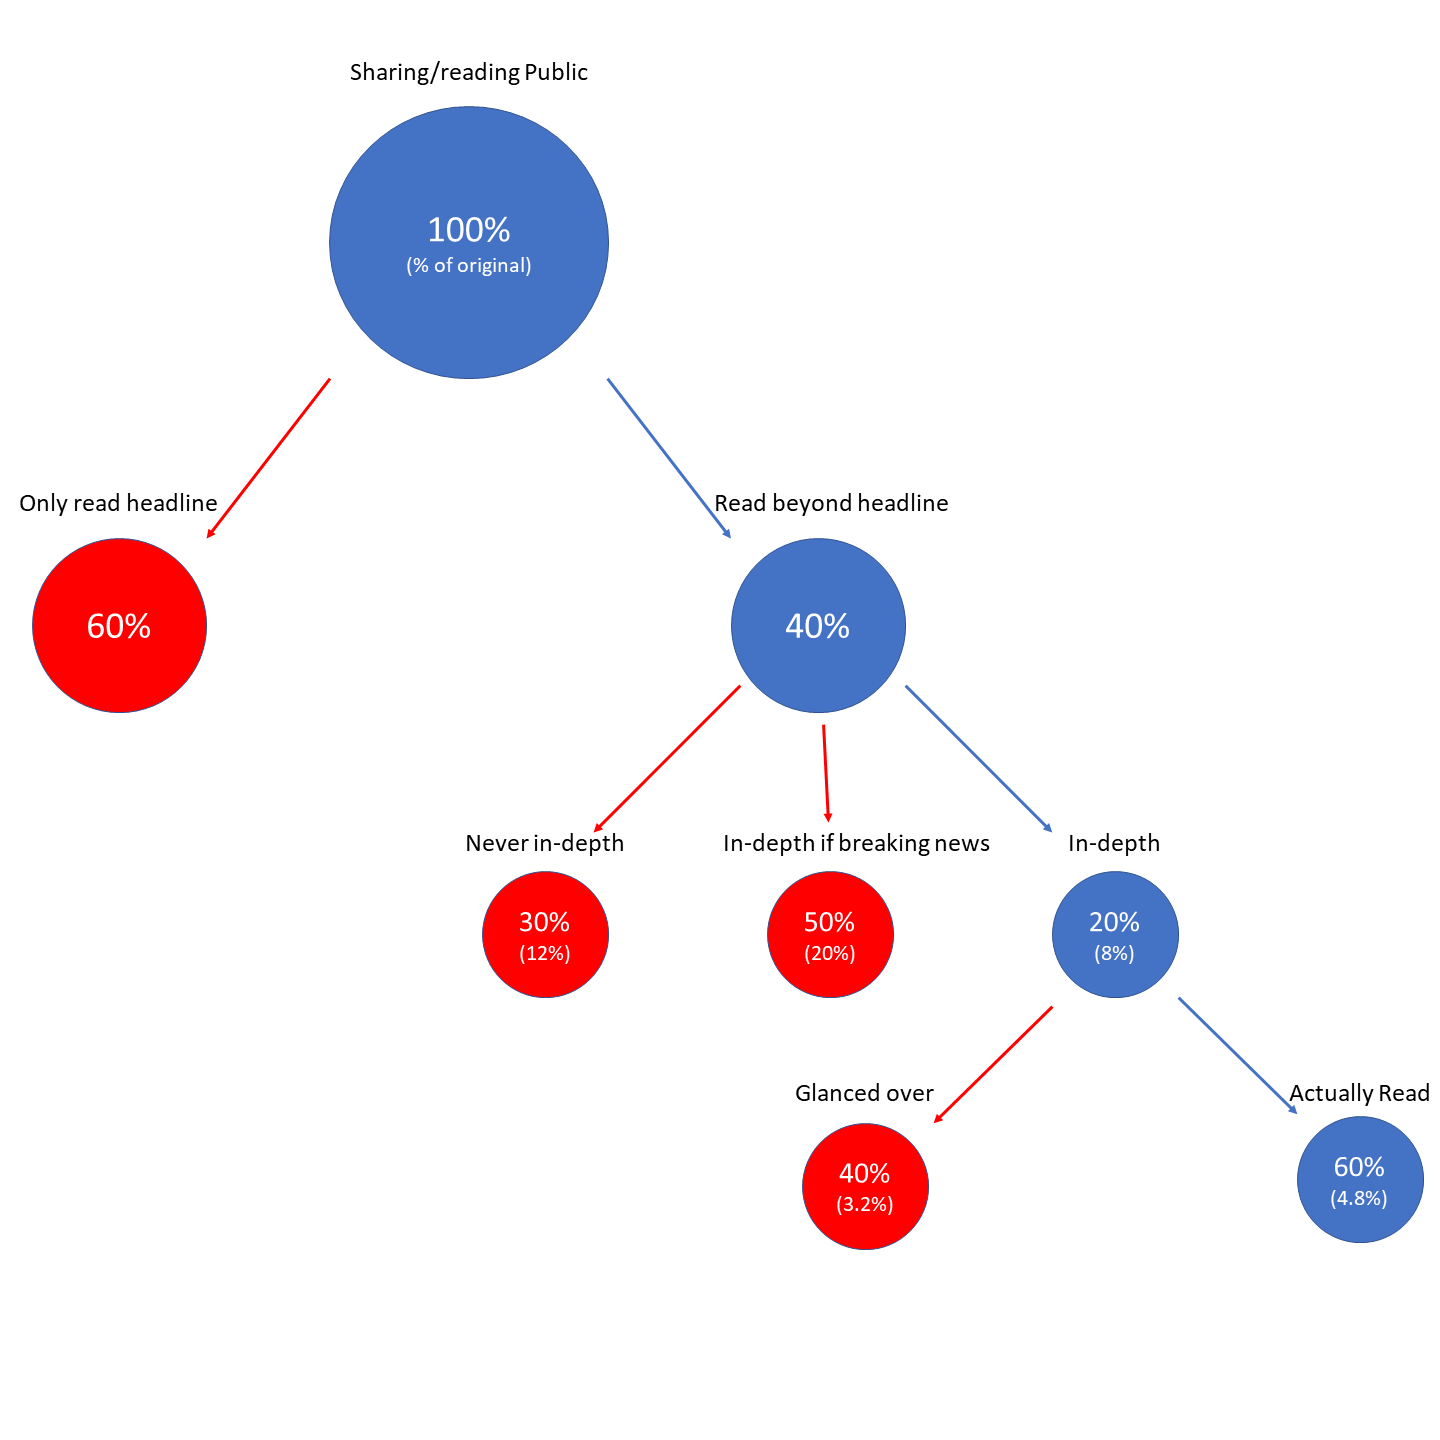 Sharing/reading Public
100%
(% of original)
Only read headline
Read beyond headline
60%
40%
Never in-depth
In-depth if breaking news
In-depth
30%
(12%)
50%
(20%)
20%
(8%)
Glanced over
Actually Read
40%
(3.2%)
60%
(4.8%)